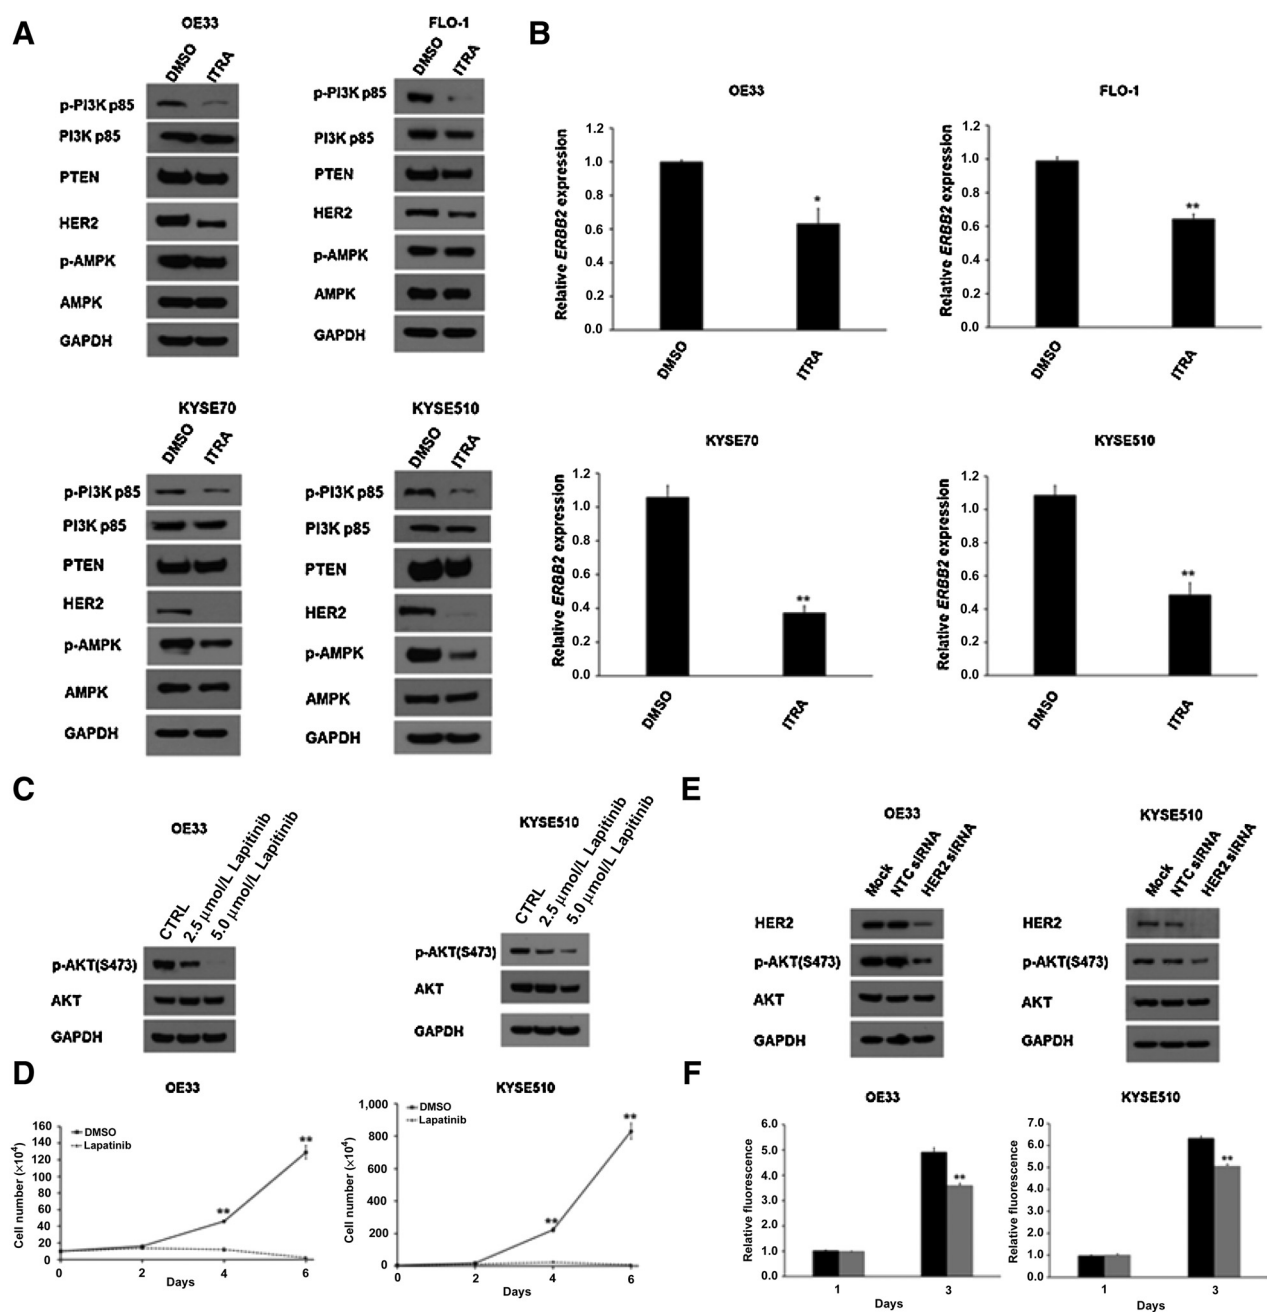 A
OE33
DMSO
ITRA
p-PI3K p85
PI3K p85
PTEN
HER2
p-AMPK
AMPK
GAPDH
FLO-1
DMSO
ITRA
p-PI3K p85
PI3K p85
PTEN
HER2
p-AMPK
AMPK
GAPDH
KYSE70
DMSO
ITRA
p-PI3K p85
PI3K p85
PTEN
HER2
p-AMPK
AMPK
GAPDH
KYSE510
DMSO
ITRA
p-PI3K p85
PI3K p85
PTEN
HER2
p-AMPK
AMPK
GAPDH
B
OE33
Relative ERBB2 expression
1.2
1.0
0.8
0.6
0.4
0.2
0.0
*
DMSO
ITRA
FLO-1
Relative ERBB2 expression
1.2
1.0
0.8
0.6
0.4
0.2
0.0
**
DMSO
ITRA
KYSE70
Relative ERBB2 expression
1.2
1.0
0.8
0.6
0.4
0.2
0.0
**
DMSO
ITRA
KYSE510
Relative ERBB2 expression
1.2
1.0
0.8
0.6
0.4
0.2
0.0
**
DMSO
ITRA
C
OE33
CTRL
2.5 μmol/L Lapitinib
5.0 μmol/L Lapitinib
p-AKT(S473)
AKT
GAPDH
KYSE510
CTRL
2.5 μmol/L Lapitinib
5.0 μmol/L Lapitinib
p-AKT(S473)
AKT
GAPDH
D
OE33
Cell number (×10⁴)
160
140
120
100
80
60
40
20
0
DMSO
Lapatinib
**
**
0
2
4
6
Days
KYSE510
Cell number (×10⁴)
1,000
800
600
400
200
0
DMSO
Lapatinib
**
**
0
2
4
6
Days
E
OE33
Mock
NTC siRNA
HER2 siRNA
HER2
p-AKT(S473)
AKT
GAPDH
KYSE510
Mock
NTC siRNA
HER2 siRNA
HER2
p-AKT(S473)
AKT
GAPDH
F
OE33
Relative fluorescence
6.0
5.0
4.0
3.0
2.0
1.0
0.0
**
1
3
Days
KYSE510
Relative fluorescence
7.0
6.0
5.0
4.0
3.0
2.0
1.0
0.0
**
1
3
Days